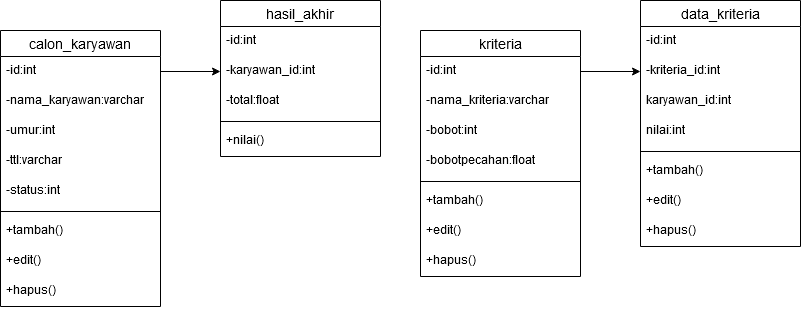 calon_karyawan
-id:int
-nama_karyawan:varchar
-umur:int
-ttl:varchar
-status:int
+tambah()
+edit()
+hapus()
hasil_akhir
-id:int
-karyawan_id:int
-total:float
+nilai()
kriteria
-id:int
-nama_kriteria:varchar
-bobot:int
-bobotpecahan:float
+tambah()
+edit()
+hapus()
data_kriteria
-id:int
-kriteria_id:int
karyawan_id:int
nilai:int
+tambah()
+edit()
+hapus()